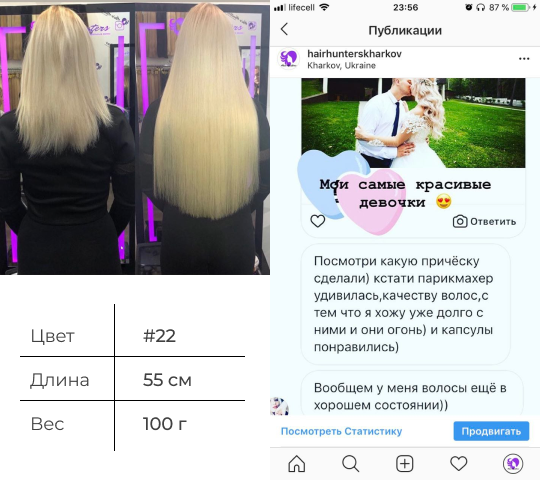 Цвет #22
Длина 55 см
Вес 100 г
lifecell 23:56 87 %
Публикации
hairhunterskharkov
Kharkov, Ukraine
Мои самые красивые
девочки 😍
Ответить
Посмотри какую причёску
сделали) кстати парикмахер
удивилась,качеству волос,с
тем что я хожу уже долго с
ними и они огонь) и капсулы
понравились)
Вообщем у меня волосы ещё в
хорошем состоянии))
Посмотреть Статистику Продвигать